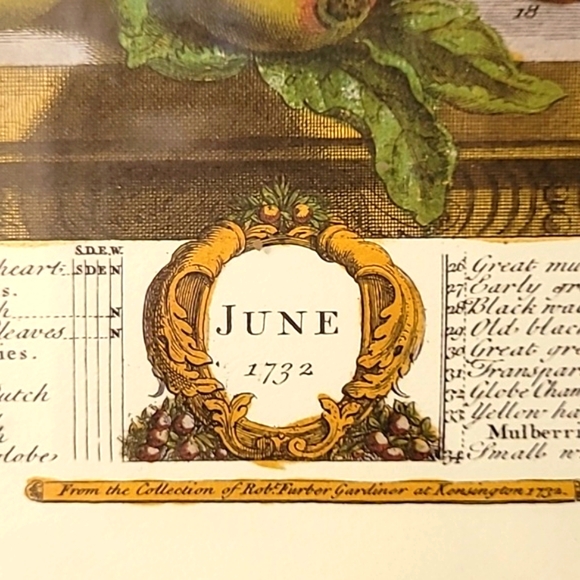 18
S.D.E.W.
heart. S D E N
s.
h N
leaves N
nes.
utch
h
lobe
JUNE
1732
26 Great mu
27 Early gr
28 Black wa
29 Old blac
30 Great gr
31 Transpar
32 Globe Cham
33 Yellow ha
Mulberri
34 Small w
From the Collection of Robt. Furber Gardiner at Kensington 1732.